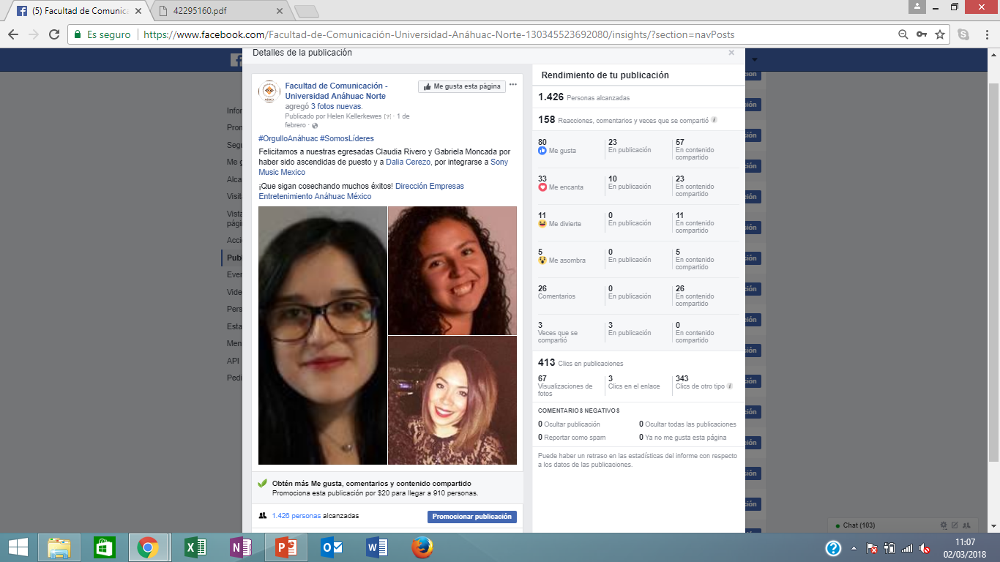 (5) Facultad de Comunica
42295160.pdf
Es seguro
https://www.facebook.com/Facultad-de-Comunicación-Universidad-Anáhuac-Norte-130345523692080/insights/?section=navPosts
Detalles de la publicación
Facultad de Comunicación -
Universidad Anáhuac Norte
agregó 3 fotos nuevas.
Publicado por Helen Kellerkewes [?] · 1 de
febrero ·
Me gusta esta página
#OrgulloAnáhuac #SomosLíderes
Felicitamos a nuestras egresadas Claudia Rivero y Gabriela Moncada por
haber sido ascendidas de puesto y a Dalia Cerezo, por integrarse a Sony
Music Mexico
¡Que sigan cosechando muchos éxitos! Dirección Empresas
Entretenimiento Anáhuac México
Obtén más Me gusta, comentarios y contenido compartido
Promociona esta publicación por $20 para llegar a 910 personas.
1.426 personas alcanzadas
Promocionar publicación
Rendimiento de tu publicación
1.426 Personas alcanzadas
158 Reacciones, comentarios y veces que se compartió
80
Me gusta
23
En publicación
57
En contenido
compartido
33
Me encanta
10
En publicación
23
En contenido
compartido
11
Me divierte
0
En publicación
11
En contenido
compartido
5
Me asombra
0
En publicación
5
En contenido
compartido
26
Comentarios
0
En publicación
26
En contenido
compartido
3
Veces que se
compartió
3
En publicación
0
En contenido
compartido
413 Clics en publicaciones
67
Visualizaciones de
fotos
3
Clics en el enlace
343
Clics de otro tipo
COMENTARIOS NEGATIVOS
0 Ocultar publicación
0 Ocultar todas las publicaciones
0 Reportar como spam
0 Ya no me gusta esta página
Puede haber un retraso en las estadísticas del informe con respecto
a los datos de las publicaciones.
Infor
Pron
Segu
Me g
Alca
Visit
Vista
págin
Acci
Publ
Even
Vide
Pers
Esta
Men
API
Pedi
Chat (103)
11:07
02/03/2018